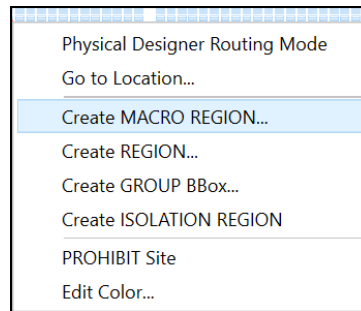 Physical Designer Routing Mode
Go to Location...
Create MACRO REGION...
Create REGION...
Create GROUP BBox...
Create ISOLATION REGION
PROHIBIT Site
Edit Color...